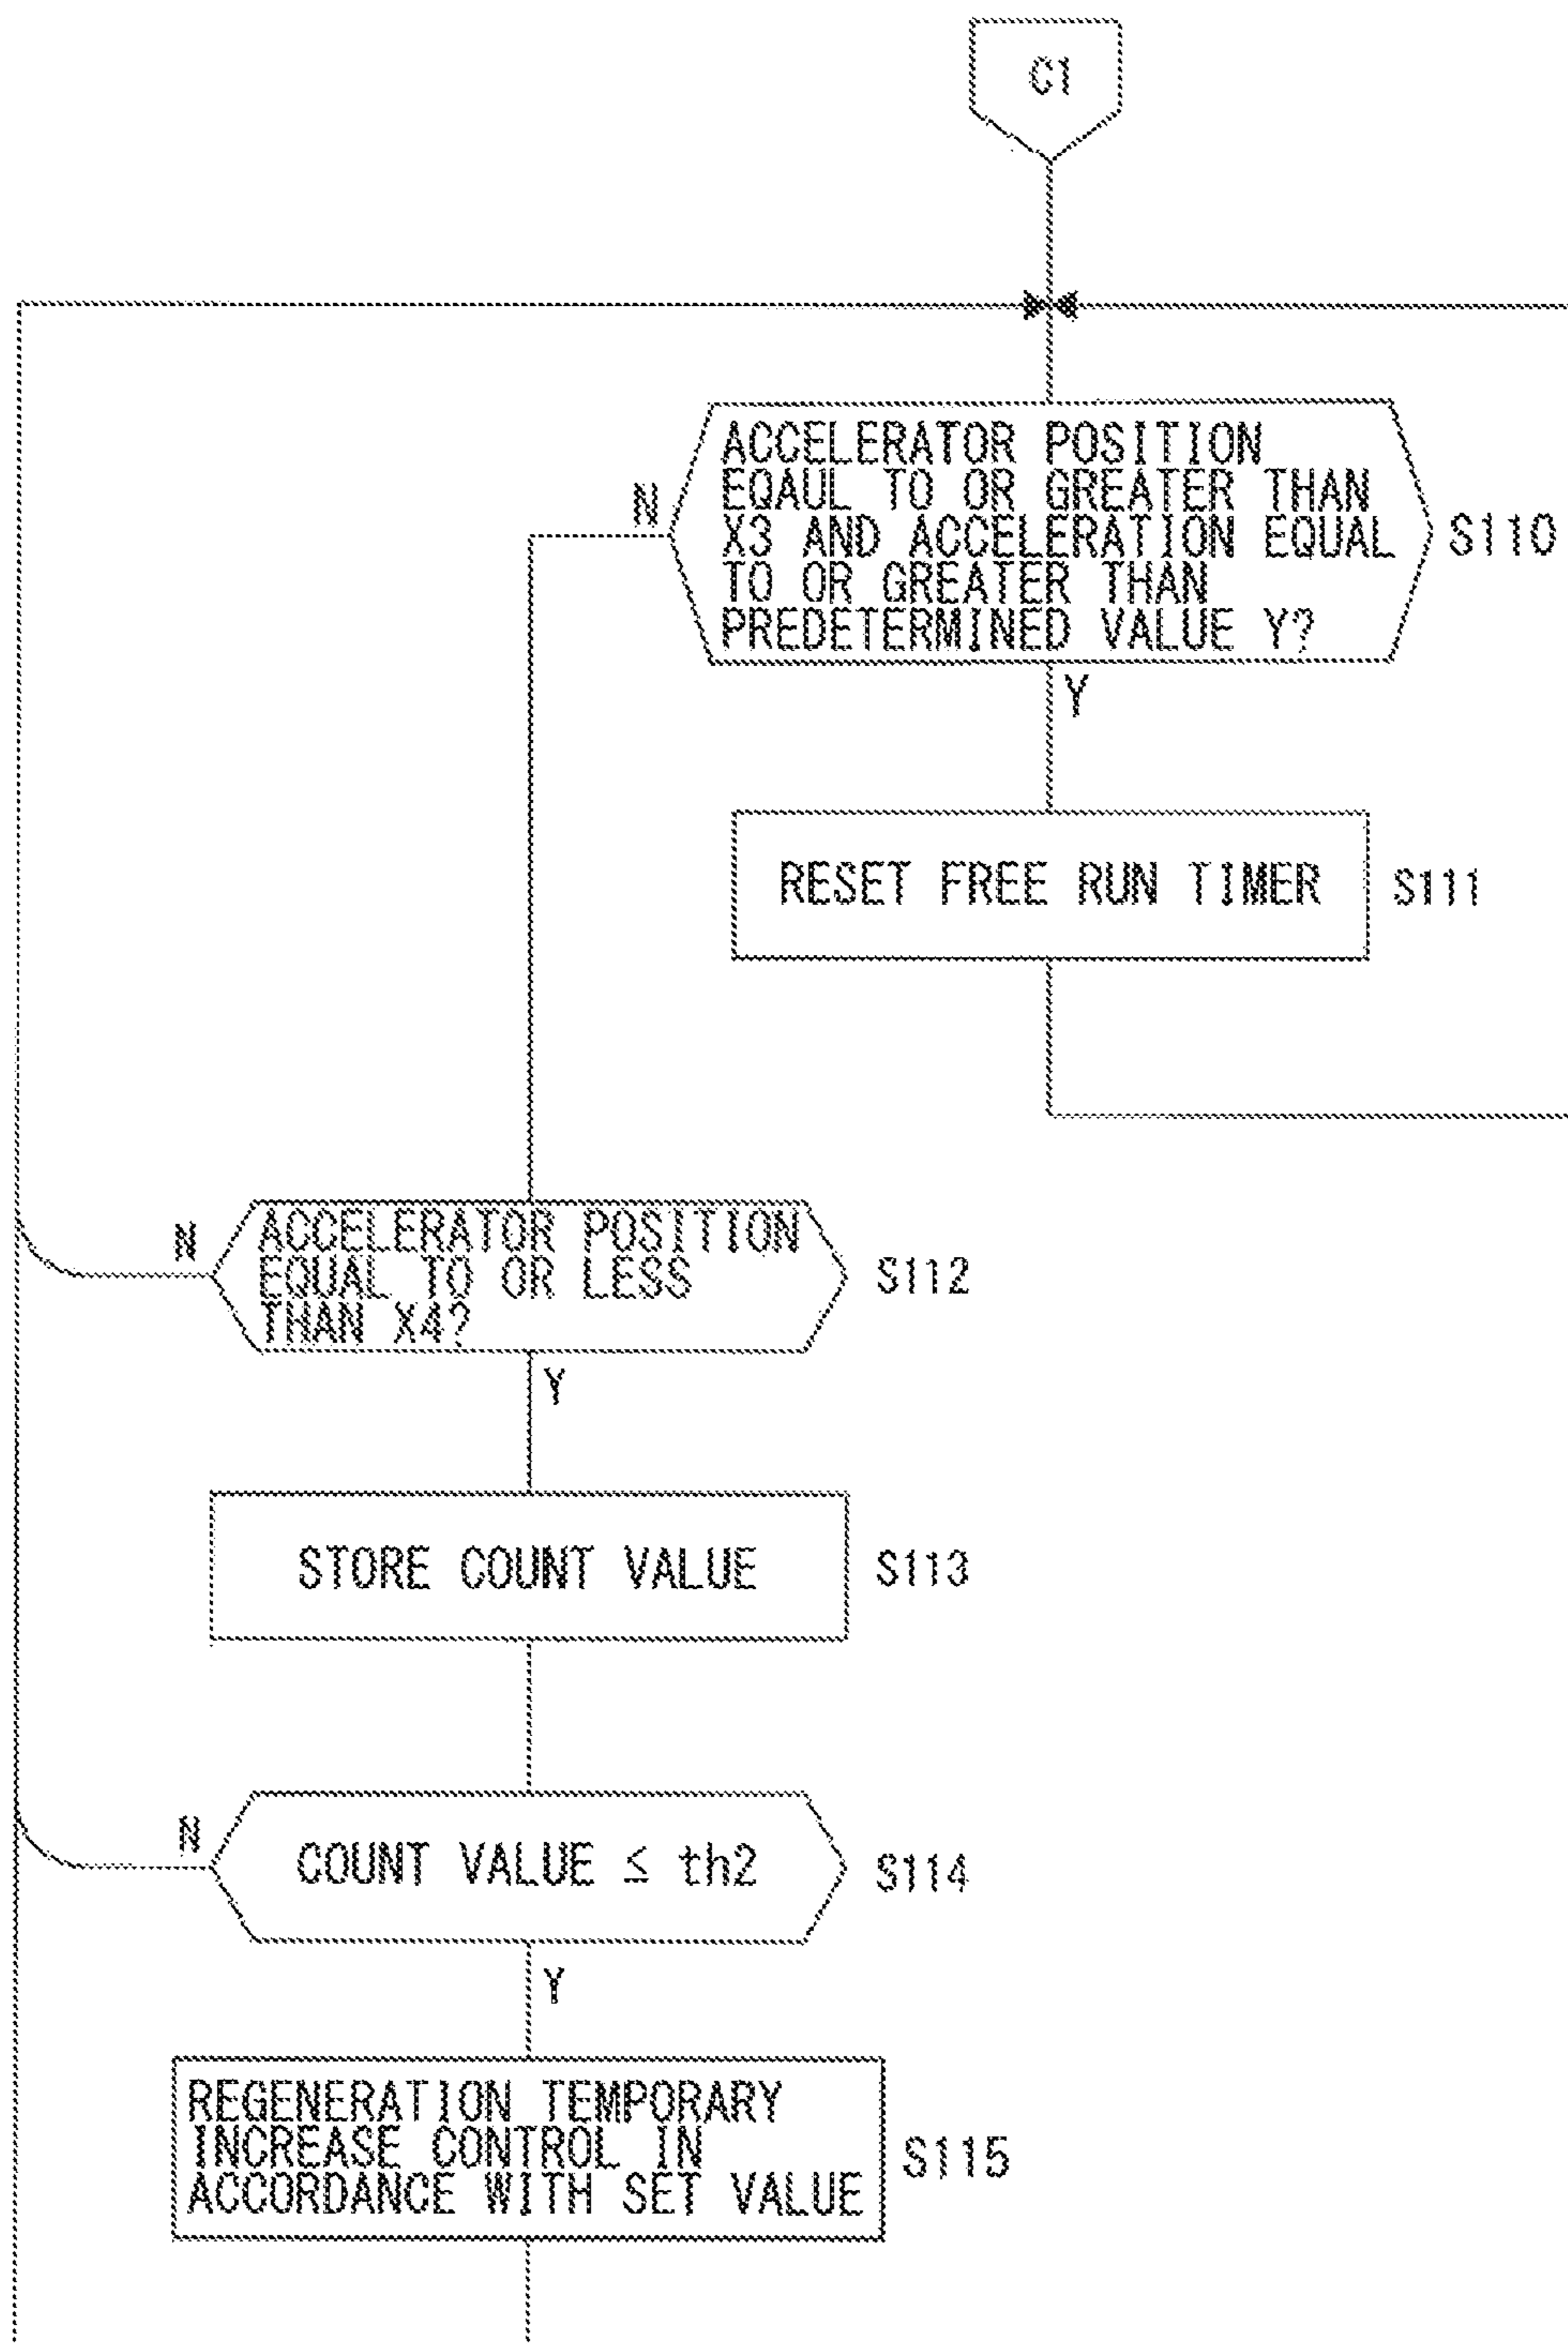 C1
ACCELERATOR POSITION
EQAUL TO OR GREATER THAN
X3 AND ACCELERATION EQUAL
TO OR GREATER THAN
PREDETERMINED VALUE Y?
N
S110
Y
RESET FREE RUN TIMER
S111
N
ACCELERATOR POSITION
EQUAL TO OR LESS
THAN X4?
S112
Y
STORE COUNT VALUE
S113
N
COUNT VALUE ≤ th2
S114
Y
REGENERATION TEMPORARY
INCREASE CONTROL IN
ACCORDANCE WITH SET VALUE
S115